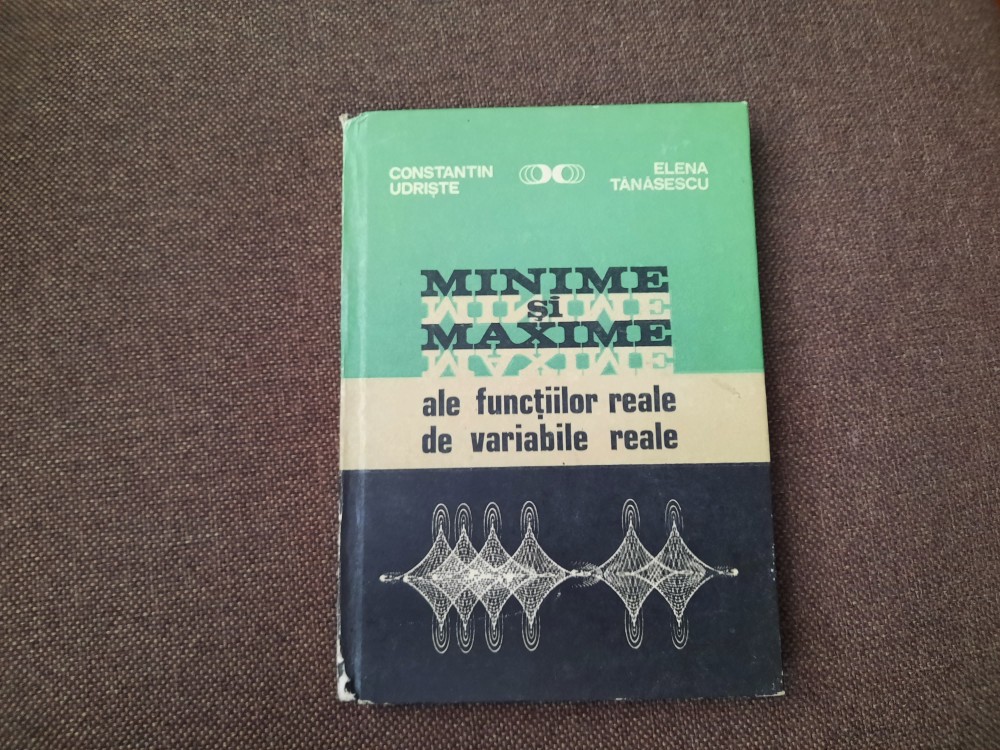 CONSTANTIN
UDRIȘTE
ELENA
TĂNĂSESCU
MINIME
și
MAXIME
ale funcțiilor reale
de variabile reale